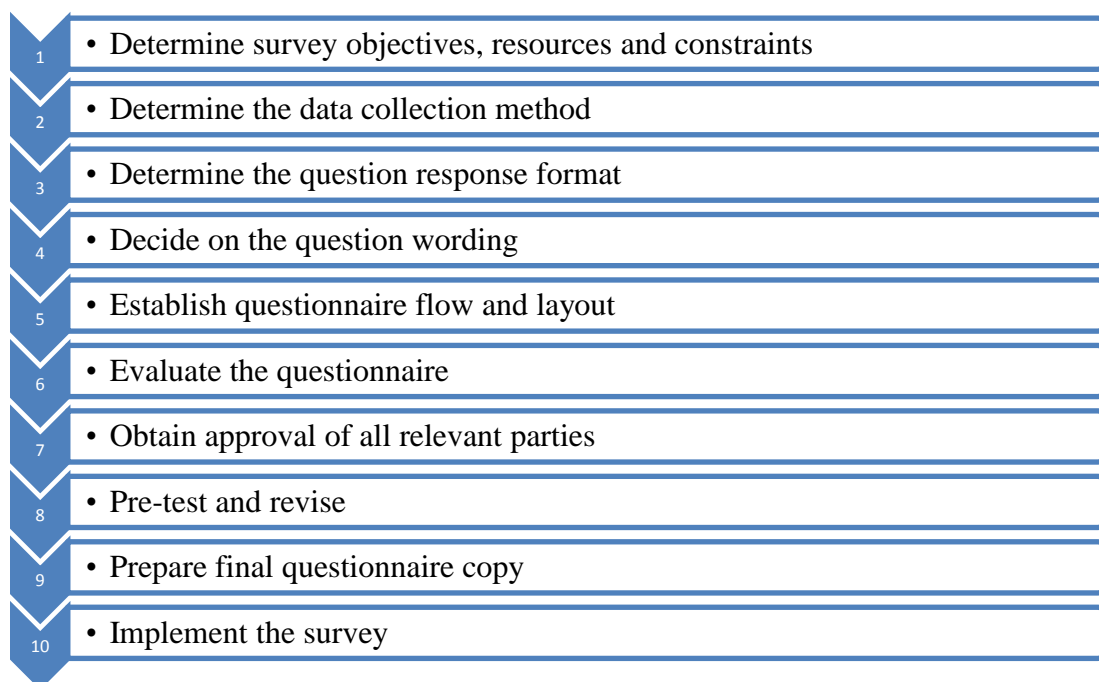 1 • Determine survey objectives, resources and constraints
2 • Determine the data collection method
3 • Determine the question response format
4 • Decide on the question wording
5 • Establish questionnaire flow and layout
6 • Evaluate the questionnaire
7 • Obtain approval of all relevant parties
8 • Pre-test and revise
9 • Prepare final questionnaire copy
10 • Implement the survey